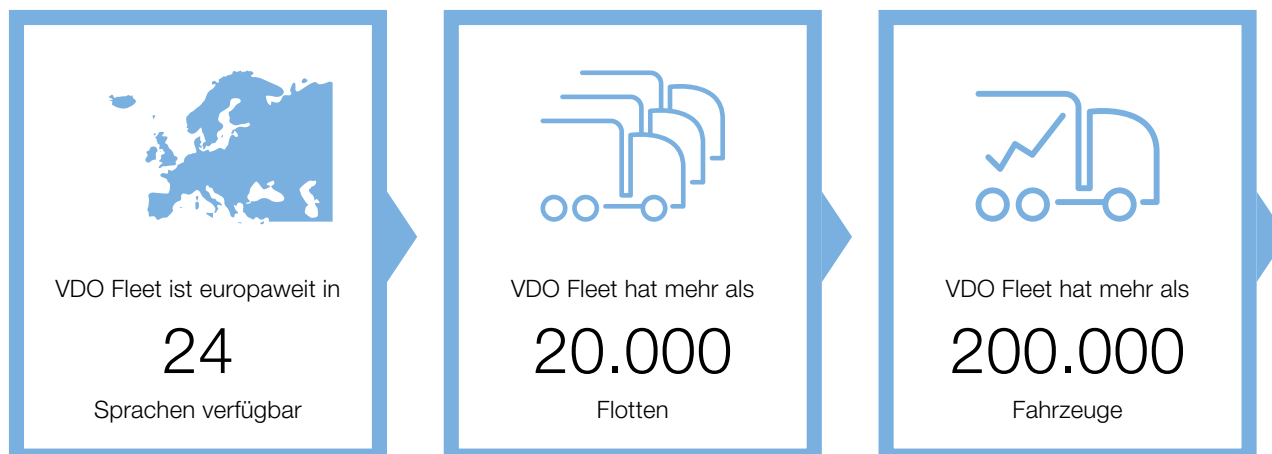 VDO Fleet ist europaweit in
24
Sprachen verfügbar
VDO Fleet hat mehr als
20.000
Flotten
VDO Fleet hat mehr als
200.000
Fahrzeuge